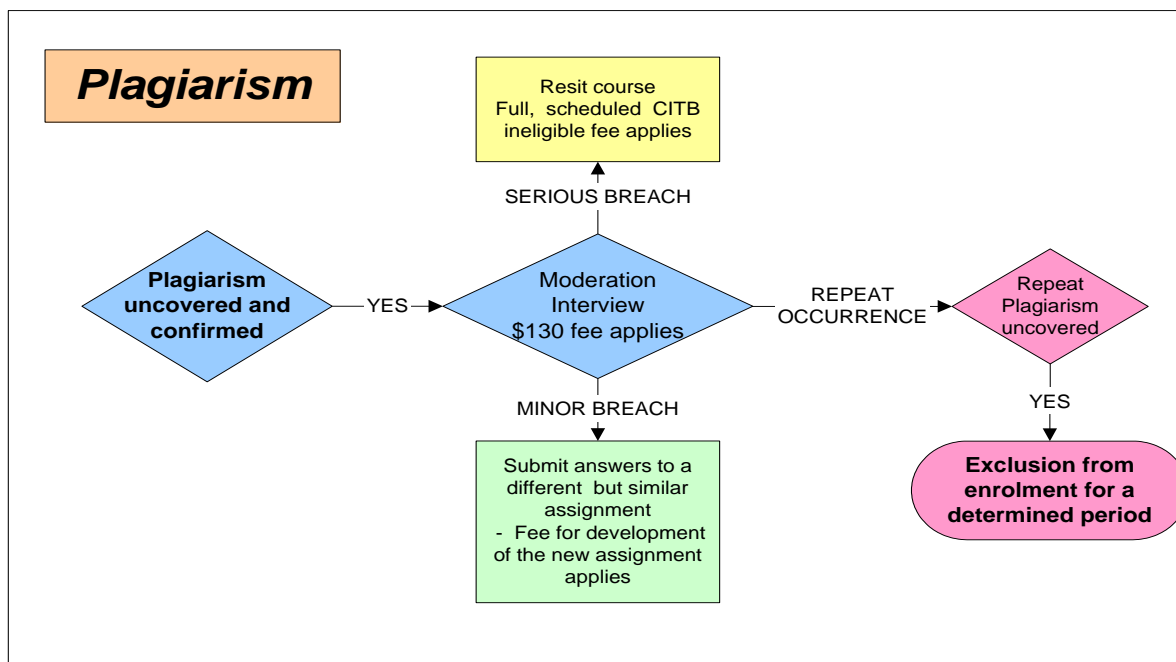 Plagiarism
Resit course
Full, scheduled CITB
ineligible fee applies
SERIOUS BREACH
Plagiarism
uncovered and
confirmed
YES
Moderation
Interview
$130 fee applies
REPEAT
OCCURRENCE
Repeat
Plagiarism
uncovered
MINOR BREACH
YES
Submit answers to a
different but similar
assignment
- Fee for development
of the new assignment
applies
Exclusion from
enrolment for a
determined period